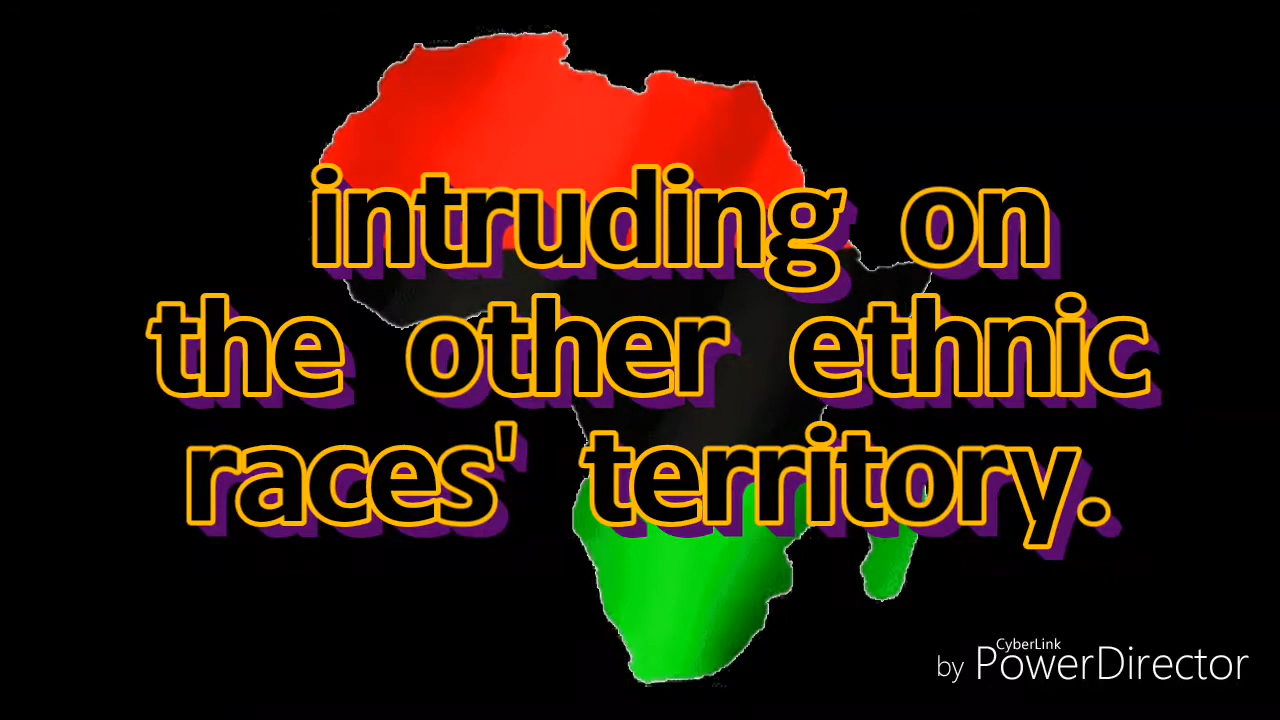 intruding on
the other ethnic
races' territory.
CyberLink
by PowerDirector